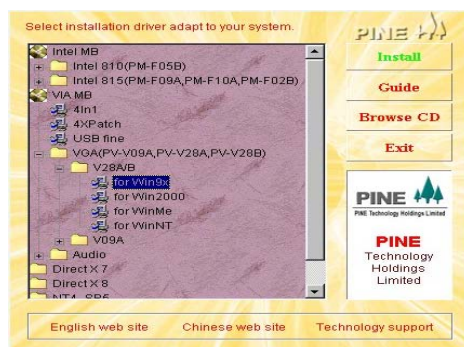 Select installation driver adapt to your system.
PINE
Intel MB
Intel 810(PM-F05B)
Intel 815(PM-F09A,PM-F10A,PM-F02B)
VIA MB
4In1
4XPatch
USB fine
VGA(PV-V09A,PV-V28A,PV-V28B)
V28A/B
for Win9x
for Win2000
for WinMe
for WinNT
V09A
Audio
Direct X 7
Direct X 8
NT4_SP5
Install
Guide
Browse CD
Exit
PINE
PINE Technology Holdings Limited
PINE
Technology
Holdings
Limited
English web site
Chinese web site
Technology support